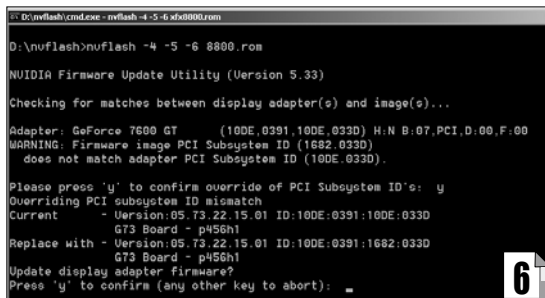 D:\nvflash\cmd.exe - nvflash -4 -5 -6 xfx8800.rom
D:\nvflash>nvflash -4 -5 -6 8800.rom
NVIDIA Firmware Update Utility (Version 5.33)
Checking for matches between display adapter(s) and image(s)...
Adapter: GeForce 7600 GT (10DE,0391,10DE,033D) H:N B:07,PCI,D:00,F:00
WARNING: Firmware image PCI Subsystem ID (1682.033D)
does not match adapter PCI Subsystem ID (10DE.033D).
Please press 'y' to confirm override of PCI Subsystem ID's: y
Overriding PCI subsystem ID mismatch
Current - Version:05.73.22.15.01 ID:10DE:0391:10DE:033D
G73 Board - p456h1
Replace with - Version:05.73.22.15.01 ID:10DE:0391:1682:033D
G73 Board - p456h1
Update display adapter firmware?
Press 'y' to confirm (any other key to abort): _
6